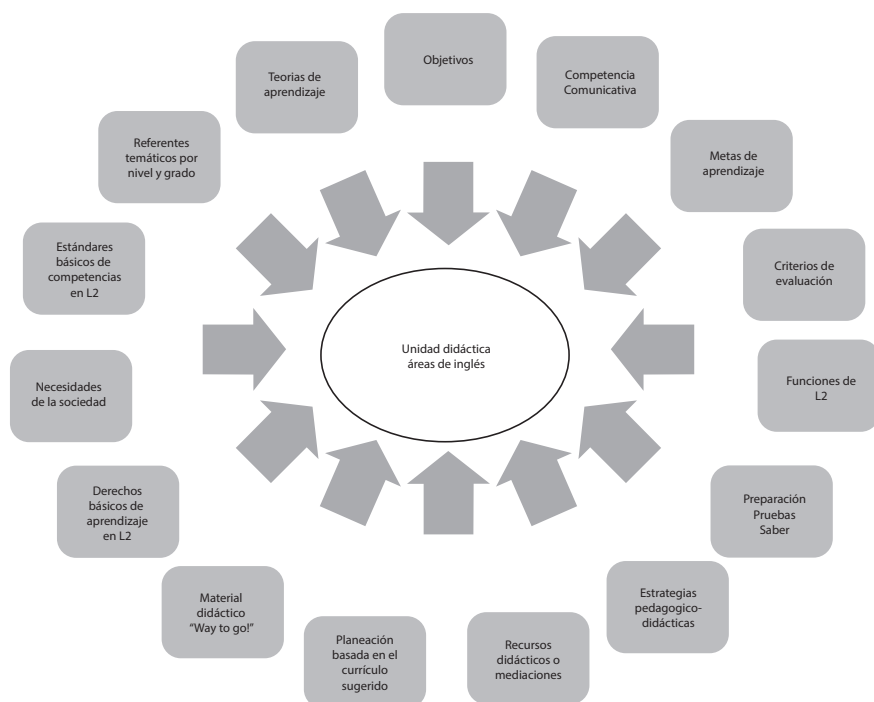 Objetivos
Competencia
Comunicativa
Metas de
aprendizaje
Criterios de
evaluación
Funciones de
L2
Preparación
Pruebas
Saber
Estrategias
pedagogico-
didácticas
Recursos
didácticos o
mediaciones
Planeación
basada en el
currículo
sugerido
Material
didáctico
“Way to go!”
Derechos
básicos de
aprendizaje
en L2
Necesidades
de la sociedad
Estándares
básicos de
competencias
en L2
Referentes
temáticos por
nivel y grado
Teorias de
aprendizaje
Unidad didáctica
áreas de inglés